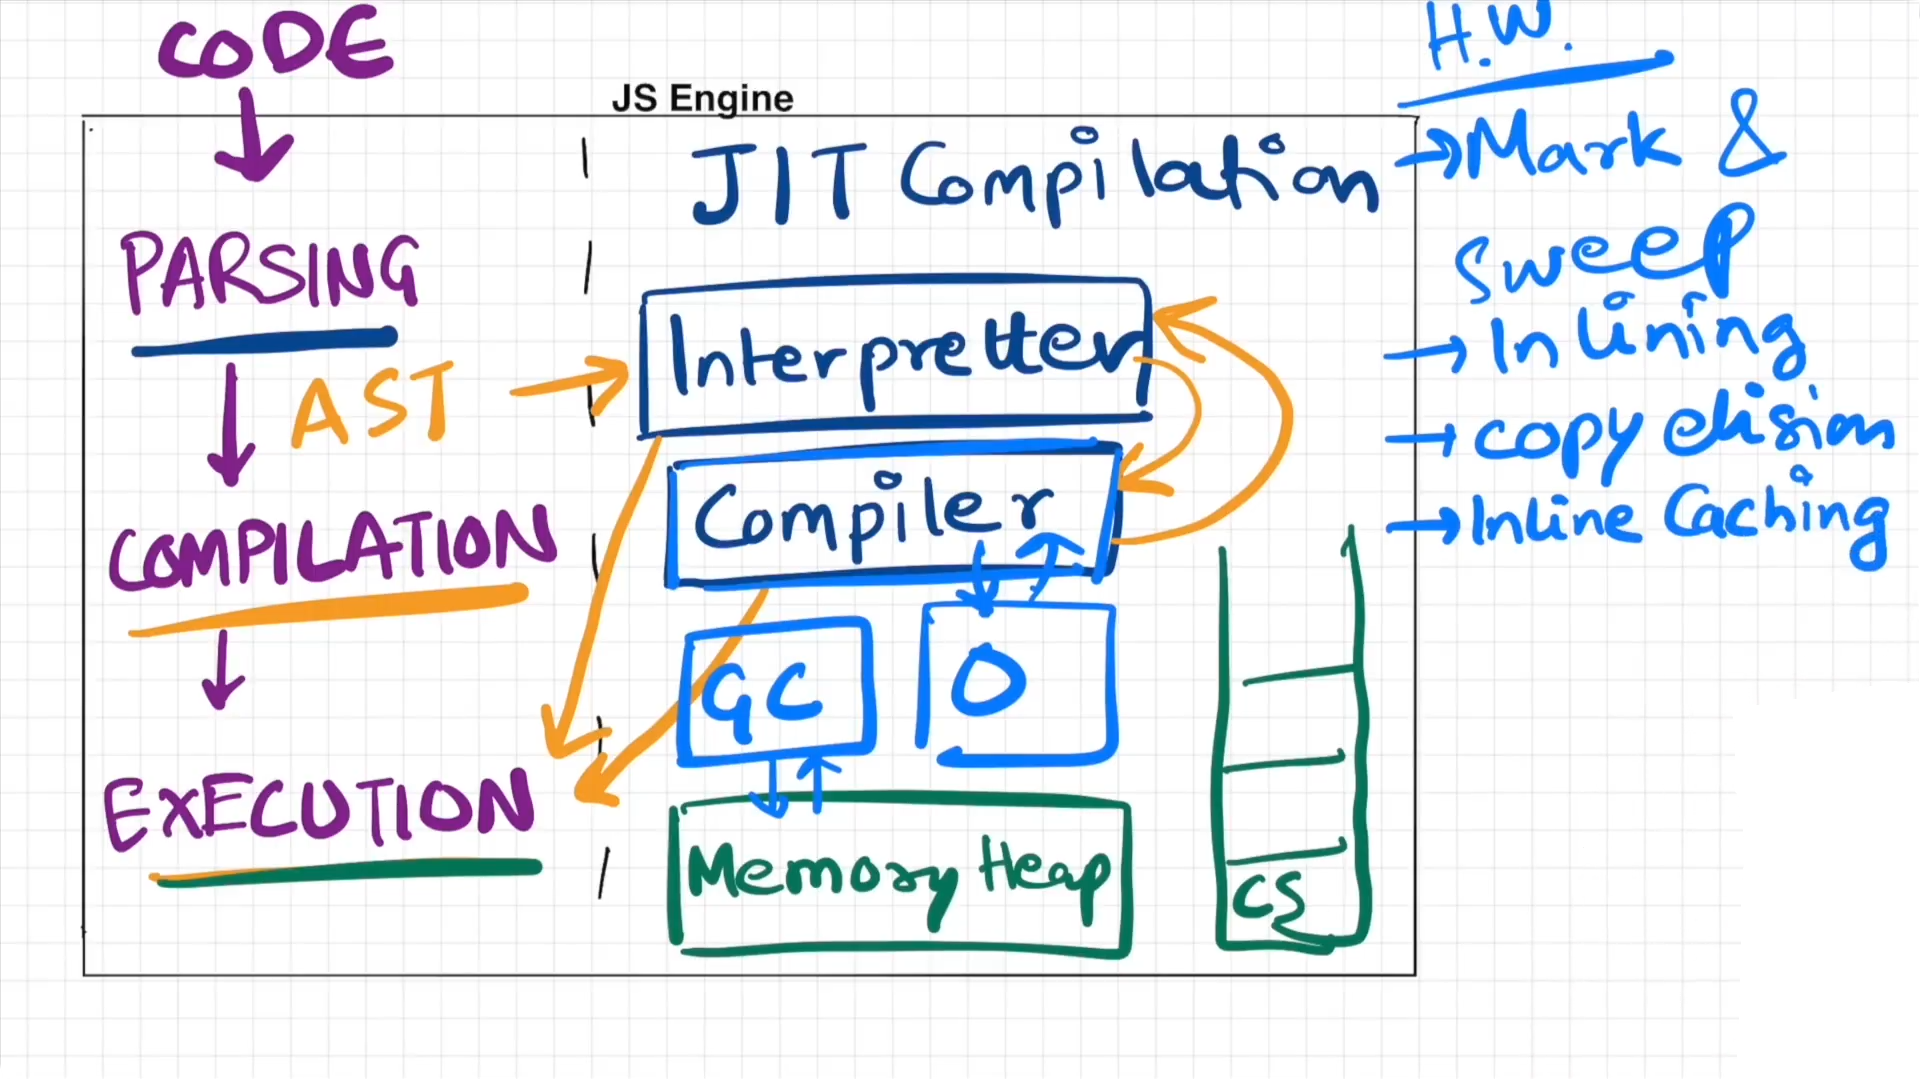 CODE
JS Engine
PARSING
AST
COMPILATION
EXECUTION
JIT Compilation
Interpretter
Compiler
GC
O
Memory Heap
CS
H.W.
→Mark &
Sweep
→Inlining
→copy elision
→Inline Caching